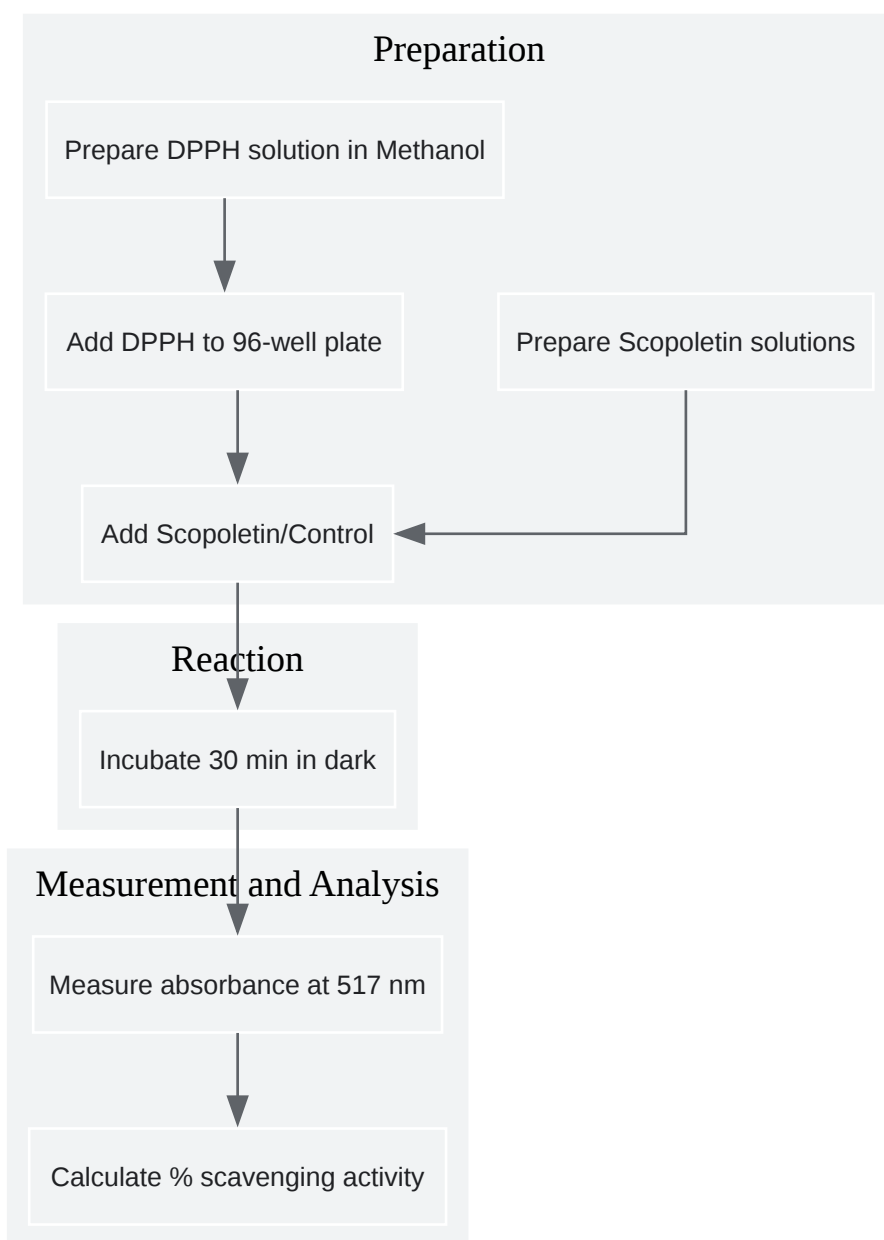 Preparation
Prepare DPPH solution in Methanol
Add DPPH to 96-well plate
Prepare Scopoletin solutions
Add Scopoletin/Control
Reaction
Incubate 30 min in dark
Measurement and Analysis
Measure absorbance at 517 nm
Calculate % scavenging activity